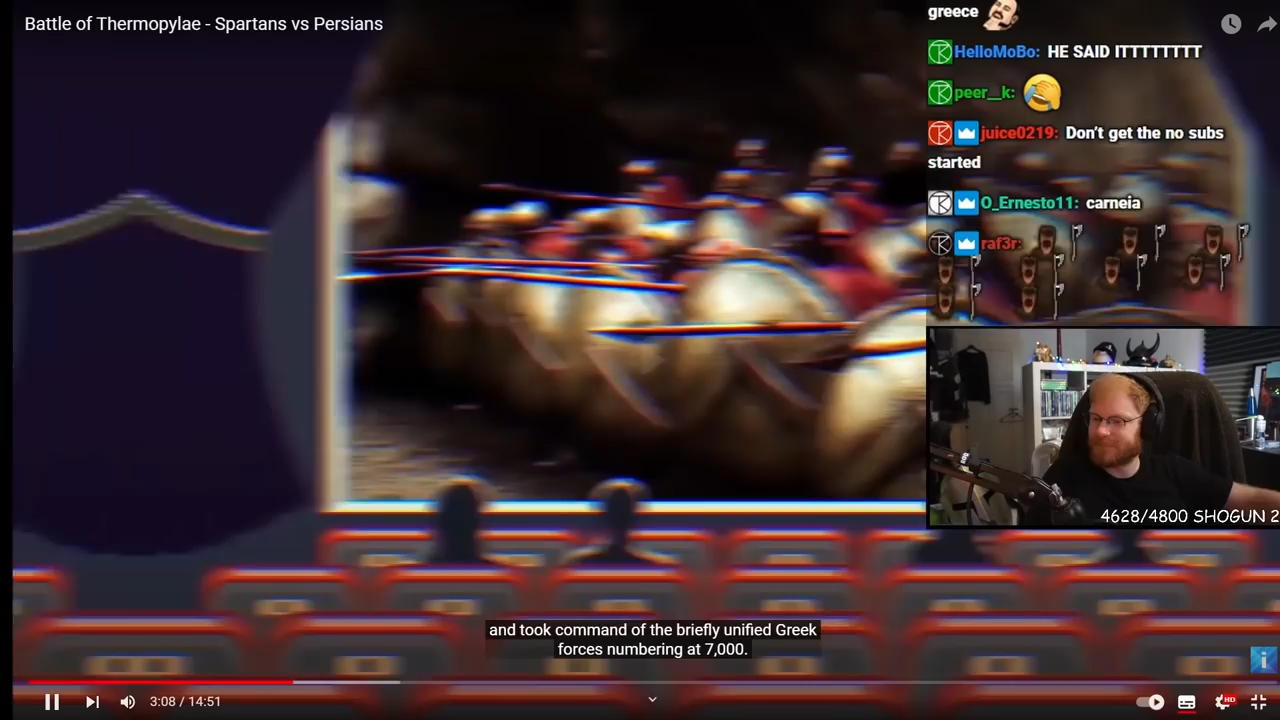 Battle of Thermopylae - Spartans vs Persians
greece
HelloMoBo: HE SAID ITTTTTTTT
peer__k:
juice0219: Don't get the no subs
started
O_Ernesto11: carneia
raf3r:
4628/4800 SHOGUN 2
and took command of the briefly unified Greek
forces numbering at 7,000.
3:08 / 14:51
HD